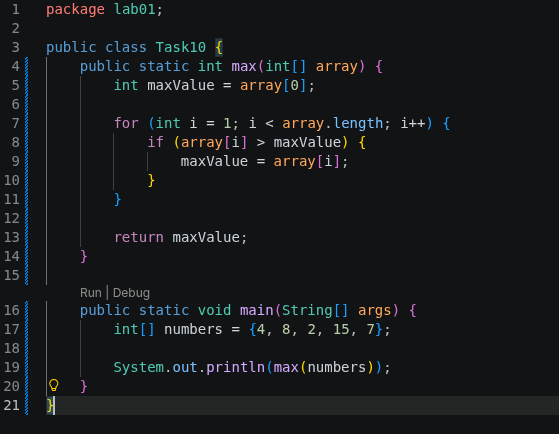 1 package lab01;
2
3 public class Task10 {
4     public static int max(int[] array) {
5         int maxValue = array[0];
6
7         for (int i = 1; i < array.length; i++) {
8             if (array[i] > maxValue) {
9                 maxValue = array[i];
10             }
11         }
12
13         return maxValue;
14     }
15
Run | Debug
16     public static void main(String[] args) {
17         int[] numbers = {4, 8, 2, 15, 7};
18
19         System.out.println(max(numbers));
20     }
21 }